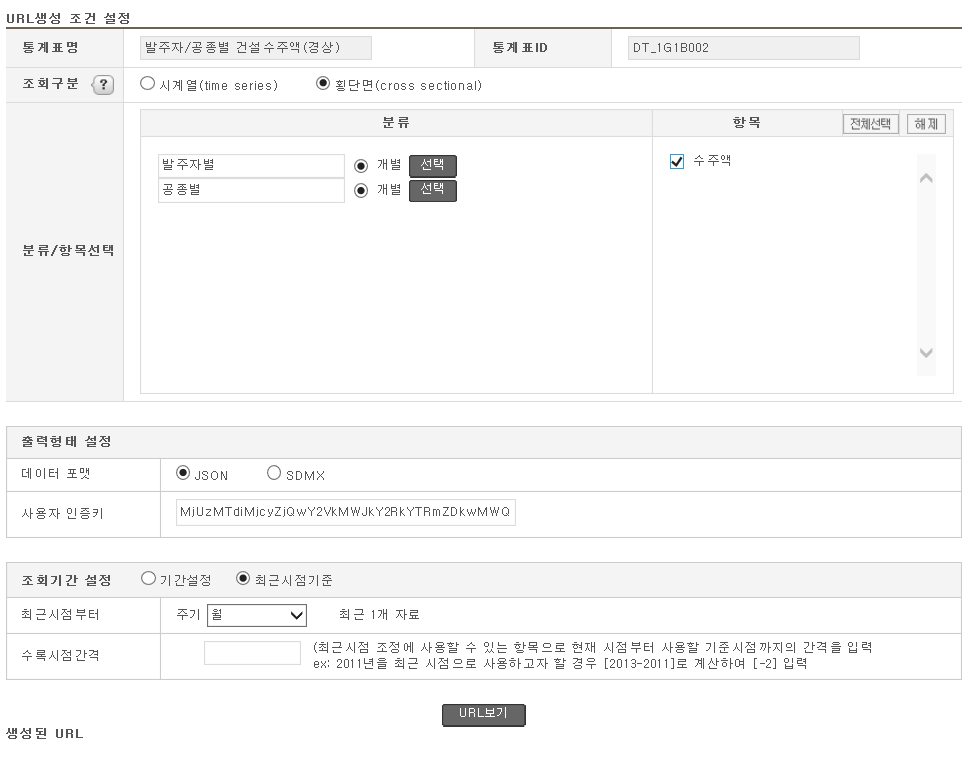 URL생성 조건 설정
통계표명 발주자/공종별 건설수주액(경상) 통계표ID DT_1G1B002
조회구분 ? 시계열(time series) 횡단면(cross sectional)
분류 항목 전체선택 해제
발주자별 개별 선택 수주액
공종별 개별 선택
분류/항목선택
출력형태 설정
데이터 포맷 JSON SDMX
사용자 인증키 MjUzMTdiMjcyZjQwY2VkMWJkY2RkYTRmZDkwMWQ
조회기간 설정 기간설정 최근시점기준
최근시점부터 주기 월 최근 1개 자료
수록시점간격 (최근시점 조정에 사용할 수 있는 항목으로 현재 시점부터 사용할 기준시점까지의 간격을 입력
ex: 2011년을 최근 시점으로 사용하고자 할 경우 [2013-2011]로 계산하여 [-2] 입력
URL보기
생성된 URL